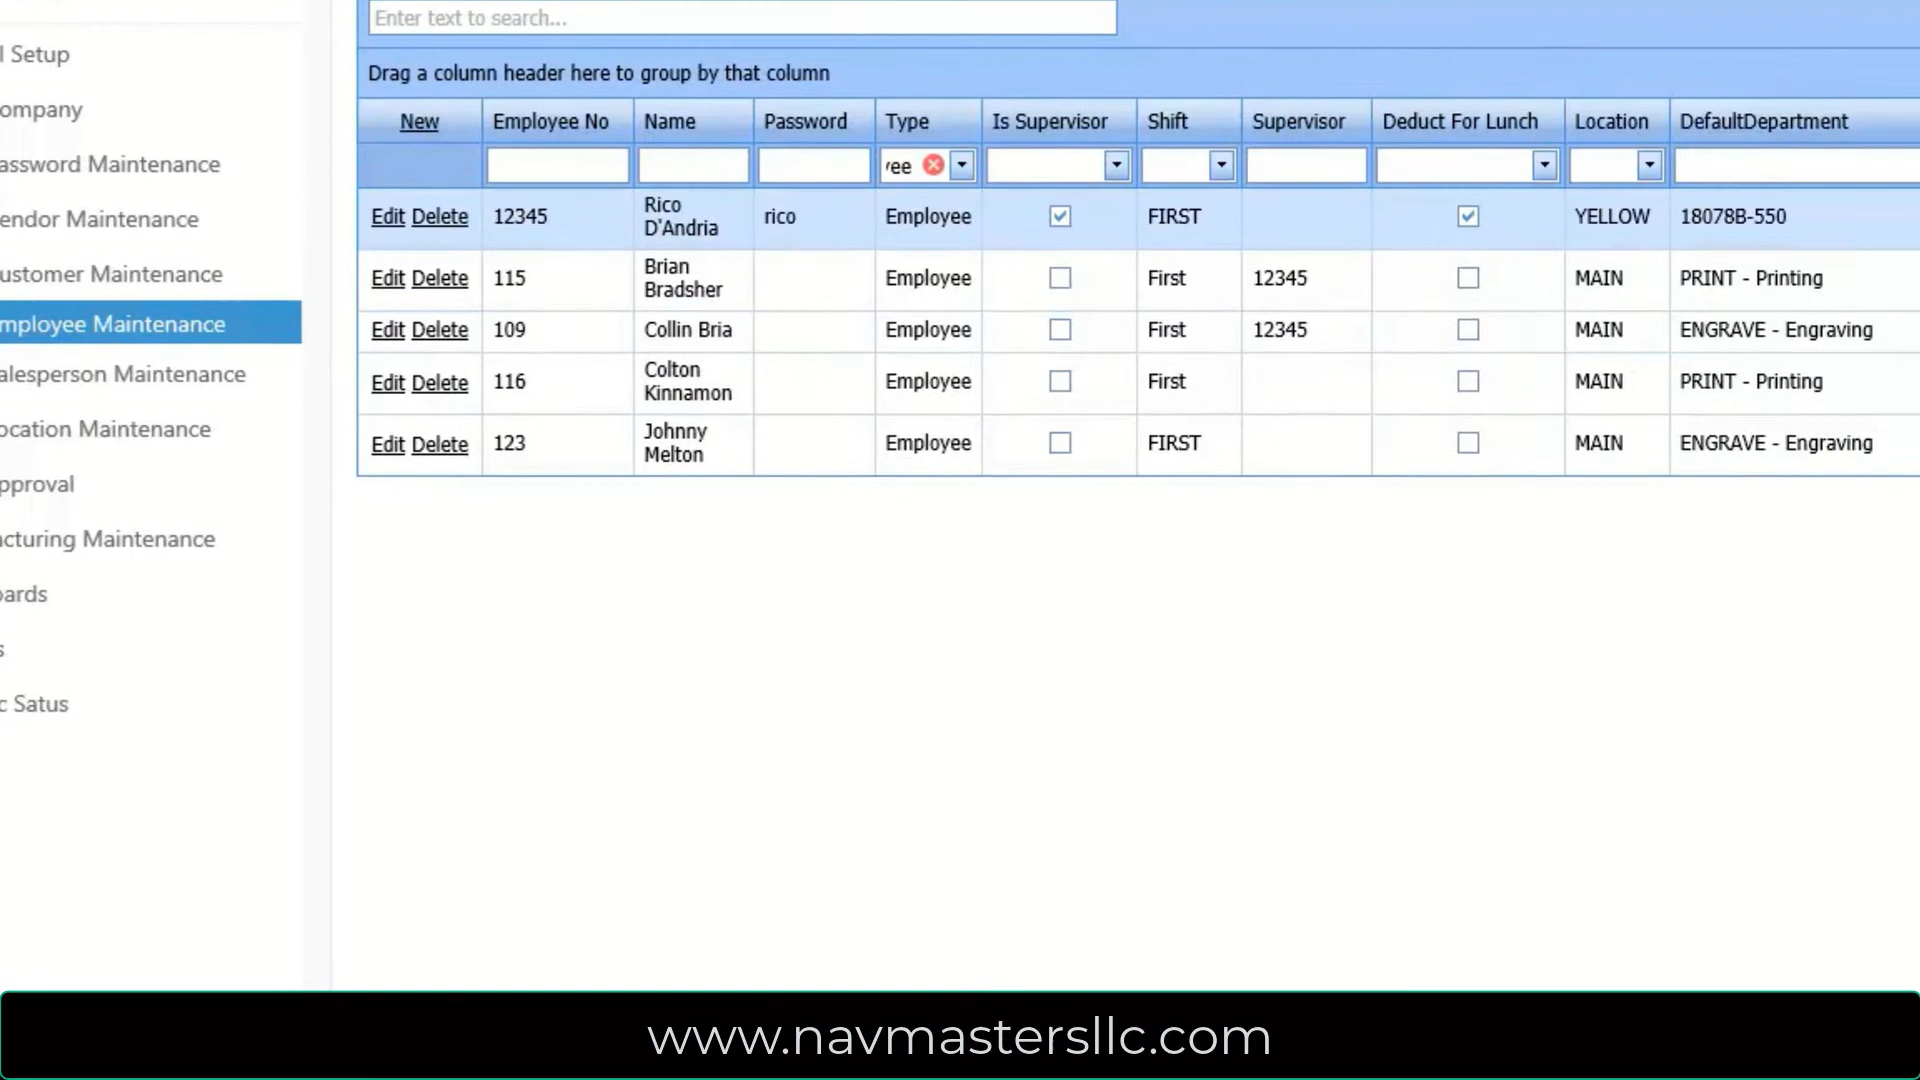 Enter text to search...
l Setup
Drag a column header here to group by that column
ompany
New Employee No Name Password Type Is Supervisor Shift Supervisor Deduct For Lunch Location DefaultDepartment
assword Maintenance
yee
endor Maintenance
Edit Delete 12345 Rico D'Andria rico Employee FIRST YELLOW 18078B-550
ustomer Maintenance
Edit Delete 115 Brian Bradsher Employee First 12345 MAIN PRINT - Printing
mployee Maintenance
Edit Delete 109 Collin Bria Employee First 12345 MAIN ENGRAVE - Engraving
alesperson Maintenance
Edit Delete 116 Colton Kinnamon Employee First MAIN PRINT - Printing
ocation Maintenance
Edit Delete 123 Johnny Melton Employee FIRST MAIN ENGRAVE - Engraving
pproval
acturing Maintenance
oards
s
c Satus
www.navmastersllc.com